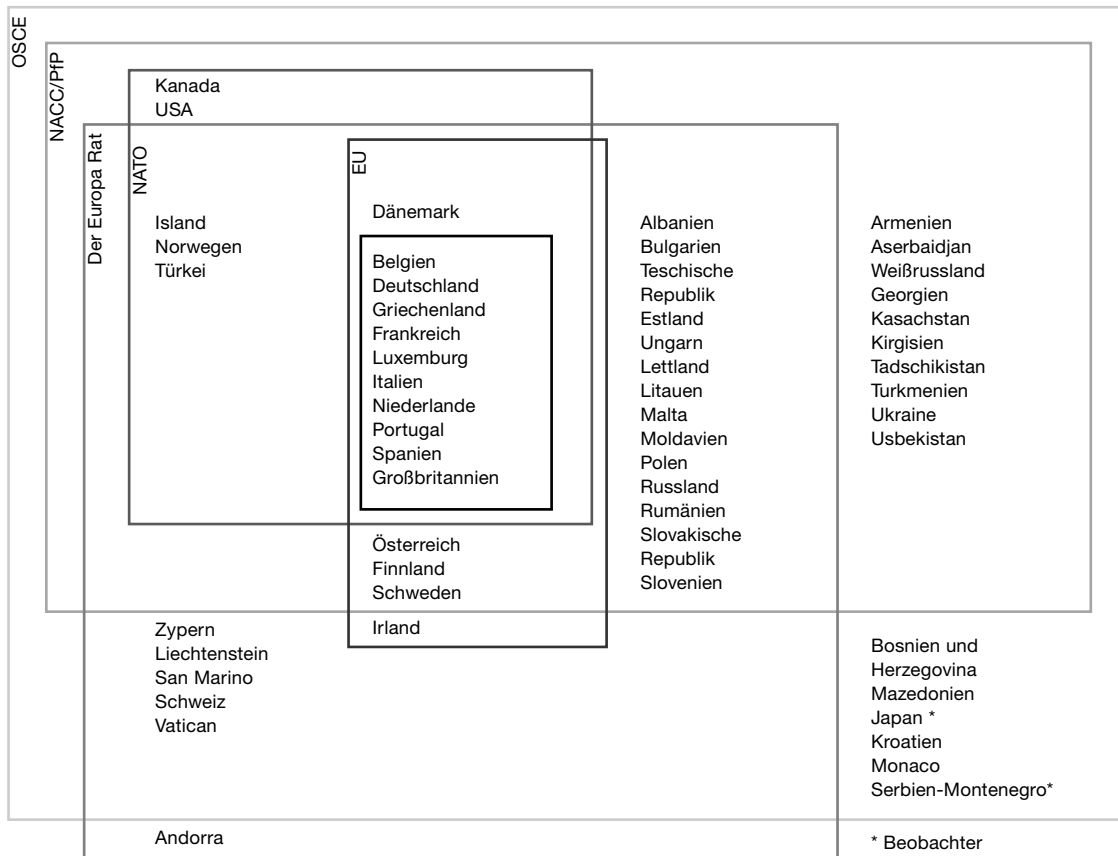 OSCE
NACC/PfP
Der Europa Rat
NATO
EU
Kanada
USA
Island
Norwegen
Türkei
Dänemark
Belgien
Deutschland
Griechenland
Frankreich
Luxemburg
Italien
Niederlande
Portugal
Spanien
Großbritannien
Österreich
Finnland
Schweden
Irland
Albanien
Bulgarien
Teschische
Republik
Estland
Ungarn
Lettland
Litauen
Malta
Moldavien
Polen
Russland
Rumänien
Slovakische
Republik
Slovenien
Armenien
Aserbaidjan
Weißrussland
Georgien
Kasachstan
Kirgisien
Tadschikistan
Turkmenien
Ukraine
Usbekistan
Zypern
Liechtenstein
San Marino
Schweiz
Vatican
Bosnien und
Herzegovina
Mazedonien
Japan *
Kroatien
Monaco
Serbien-Montenegro*
Andorra
* Beobachter